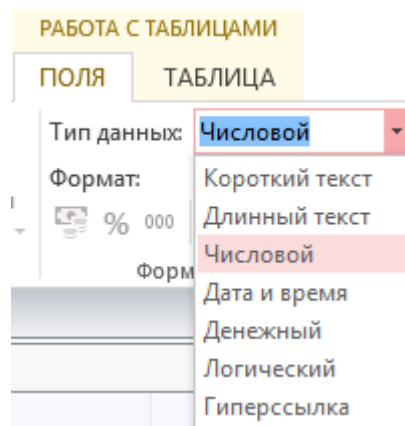 РАБОТА С ТАБЛИЦАМИ
ПОЛЯ ТАБЛИЦА
Тип данных: Числовой
Формат: Короткий текст
% 000 Длинный текст
Числовой
Форм
Дата и время
Денежный
Логический
Гиперссылка